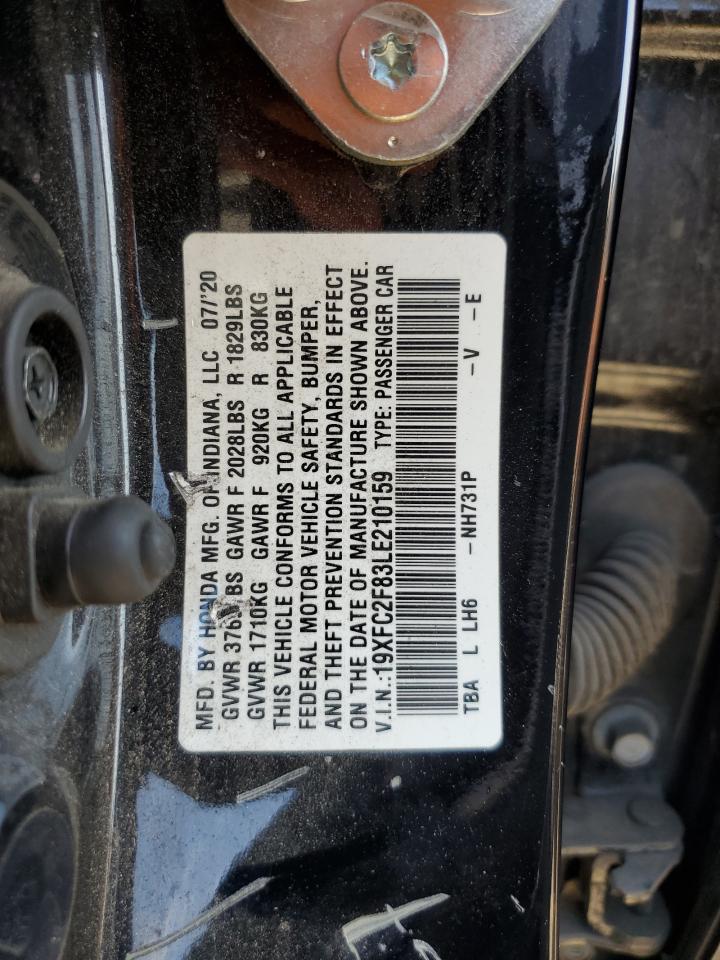 MFD. BY HONDA MFG. OF INDIANA, LLC 07/'20
GVWR GAWR F 2028LBS R 1829LBS
GVWR 1710KG GAWR F 920KG R 830KG
THIS VEHICLE CONFORMS TO ALL APPLICABLE
FEDERAL MOTOR VEHICLE SAFETY, BUMPER,
AND THEFT PREVENTION STANDARDS IN EFFECT
ON THE DATE OF MANUFACTURE SHOWN ABOVE.
V.I.N.:19XFC2F83LE210159 TYPE: PASSENGER CAR
TBA L LH6 -NH731P -V -E